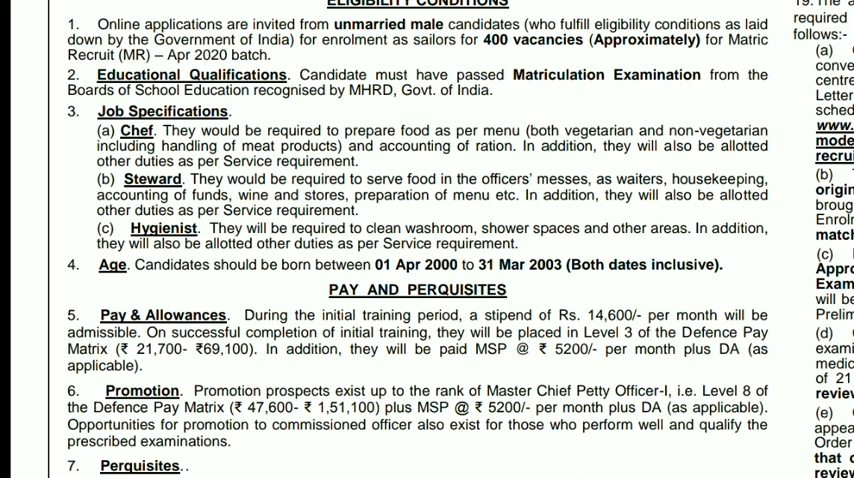 ELIGIBILITY CONDITIONS
1. Online applications are invited from unmarried male candidates (who fulfill eligibility conditions as laid
down by the Government of India) for enrolment as sailors for 400 vacancies (Approximately) for Matric
Recruit (MR) – Apr 2020 batch.
2. Educational Qualifications. Candidate must have passed Matriculation Examination from the
Boards of School Education recognised by MHRD, Govt. of India.
3. Job Specifications.
(a) Chef. They would be required to prepare food as per menu (both vegetarian and non-vegetarian
including handling of meat products) and accounting of ration. In addition, they will also be allotted
other duties as per Service requirement.
(b) Steward. They would be required to serve food in the officers' messes, as waiters, housekeeping,
accounting of funds, wine and stores, preparation of menu etc. In addition, they will also be allotted
other duties as per Service requirement.
(c) Hygienist. They will be required to clean washroom, shower spaces and other areas. In addition,
they will also be allotted other duties as per Service requirement.
4. Age. Candidates should be born between 01 Apr 2000 to 31 Mar 2003 (Both dates inclusive).
PAY AND PERQUISITES
5. Pay & Allowances. During the initial training period, a stipend of Rs. 14,600/- per month will be
admissible. On successful completion of initial training, they will be placed in Level 3 of the Defence Pay
Matrix (₹ 21,700- ₹69,100). In addition, they will be paid MSP @ ₹ 5200/- per month plus DA (as
applicable).
6. Promotion. Promotion prospects exist up to the rank of Master Chief Petty Officer-I, i.e. Level 8 of
the Defence Pay Matrix (₹ 47,600- ₹ 1,51,100) plus MSP @ ₹ 5200/- per month plus DA (as applicable).
Opportunities for promotion to commissioned officer also exist for those who perform well and qualify the
prescribed examinations.
7. Perquisites..
19. The a
required
follows:-
(a)
conve
centre
Letter
sched
www.
mode
recrui
(b)
origin
broug
Enrolr
match
(c)
Appro
Exam
will be
Prelim
(d)
exami
medic
of 21
review
(e)
appea
Order
that c
review